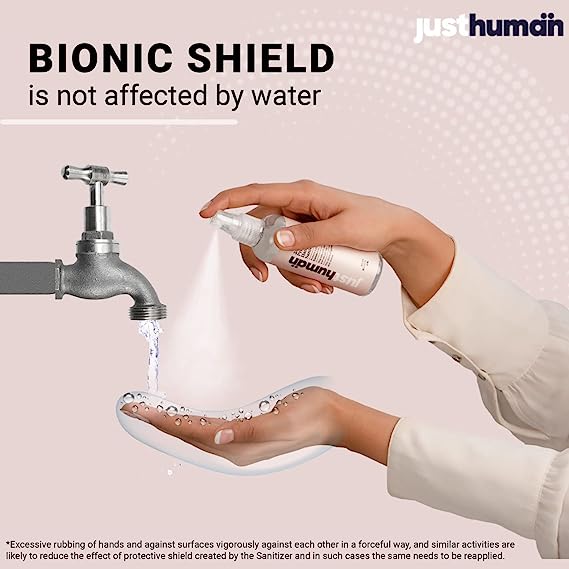 justhuman
BIONIC SHIELD
is not affected by water
justhuman
*Excessive rubbing of hands and against surfaces vigorously against each other in a forceful way, and similar activities are
likely to reduce the effect of protective shield created by the Sanitizer and in such cases the same needs to be reapplied.